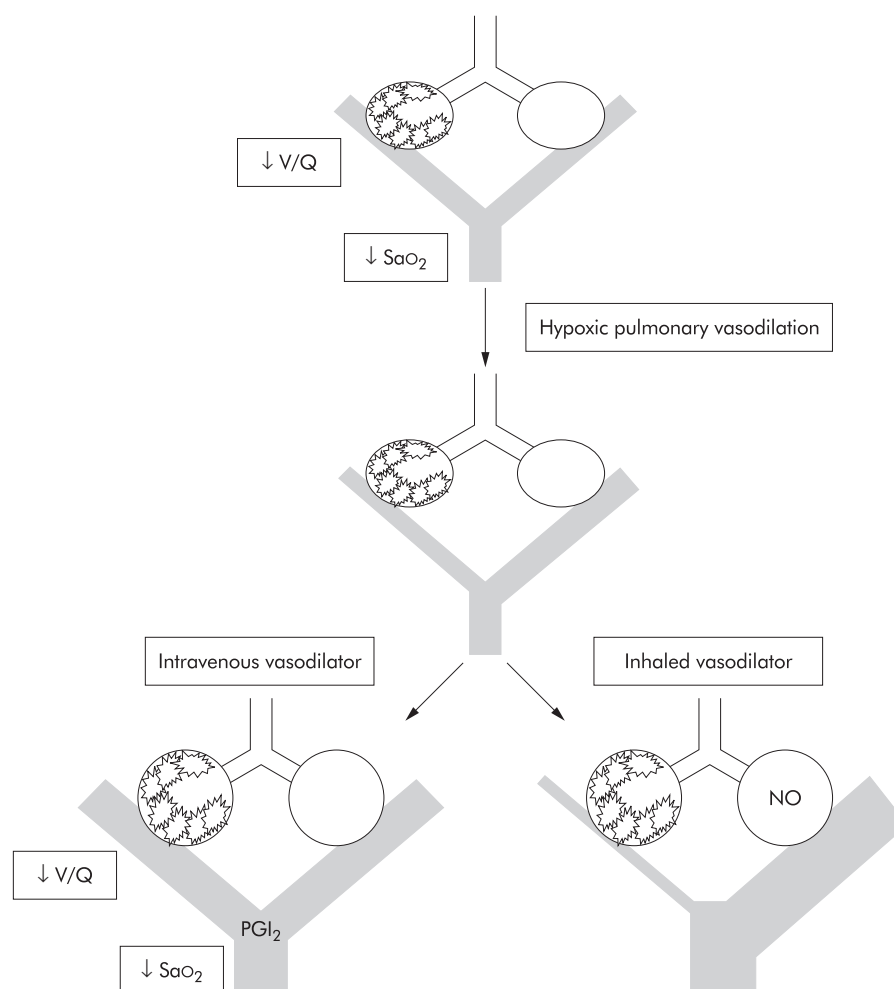 ↓ V/Q
↓ SaO2
Hypoxic pulmonary vasodilation
Intravenous vasodilator
Inhaled vasodilator
NO
↓ V/Q
PGI2
↓ SaO2